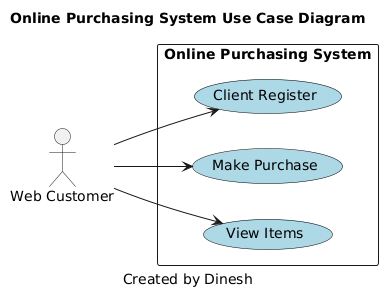 Online Purchasing System Use Case Diagram
Online Purchasing System
Client Register
Make Purchase
Web Customer
View Items
Created by Dinesh